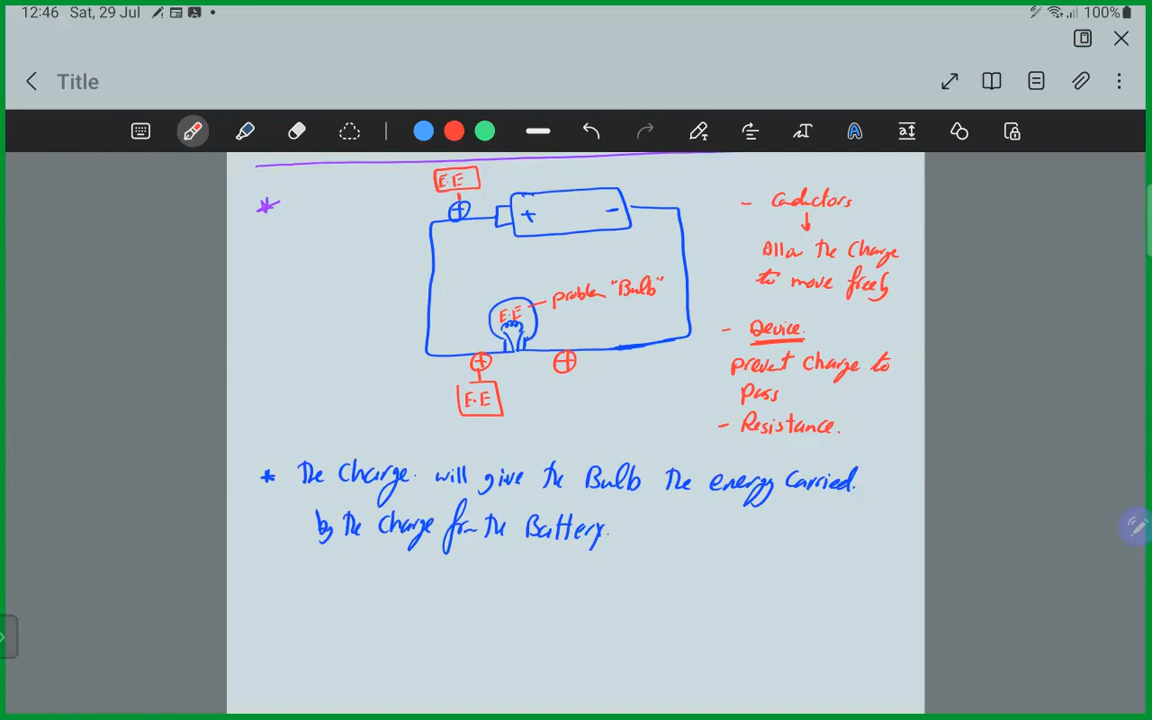 12:46 Sat, 29 Jul
100%
Title
E.E
+
+ -
- Conductors
Allow the Charge
to move freely
problem "Bulb"
E.E
- Device.
prevent Charge to
pass
+ +
E.E
- Resistance.
* The Charge. will give the Bulb The energy Carried.
by the Charge from the Battery.